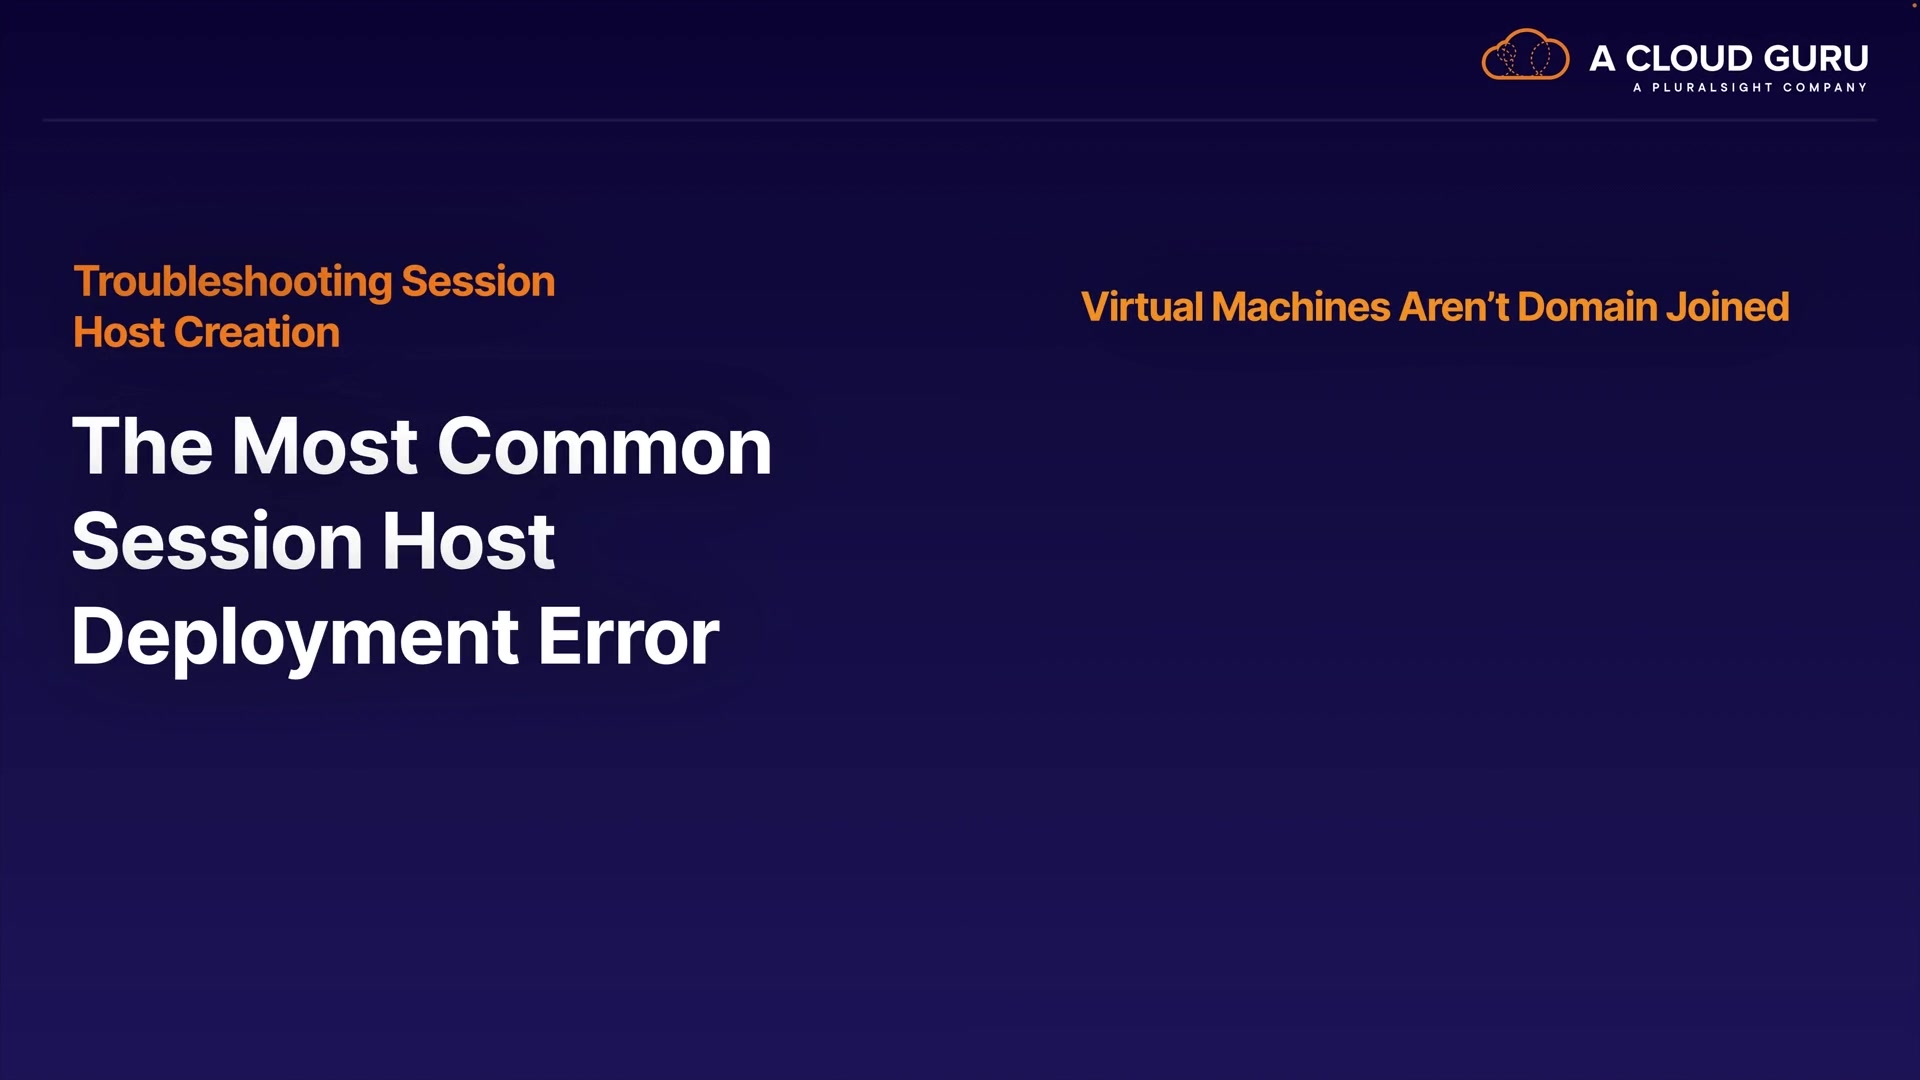 A CLOUD GURU
A PLURALSIGHT COMPANY
Troubleshooting Session
Host Creation
The Most Common
Session Host
Deployment Error
Virtual Machines Aren’t Domain Joined